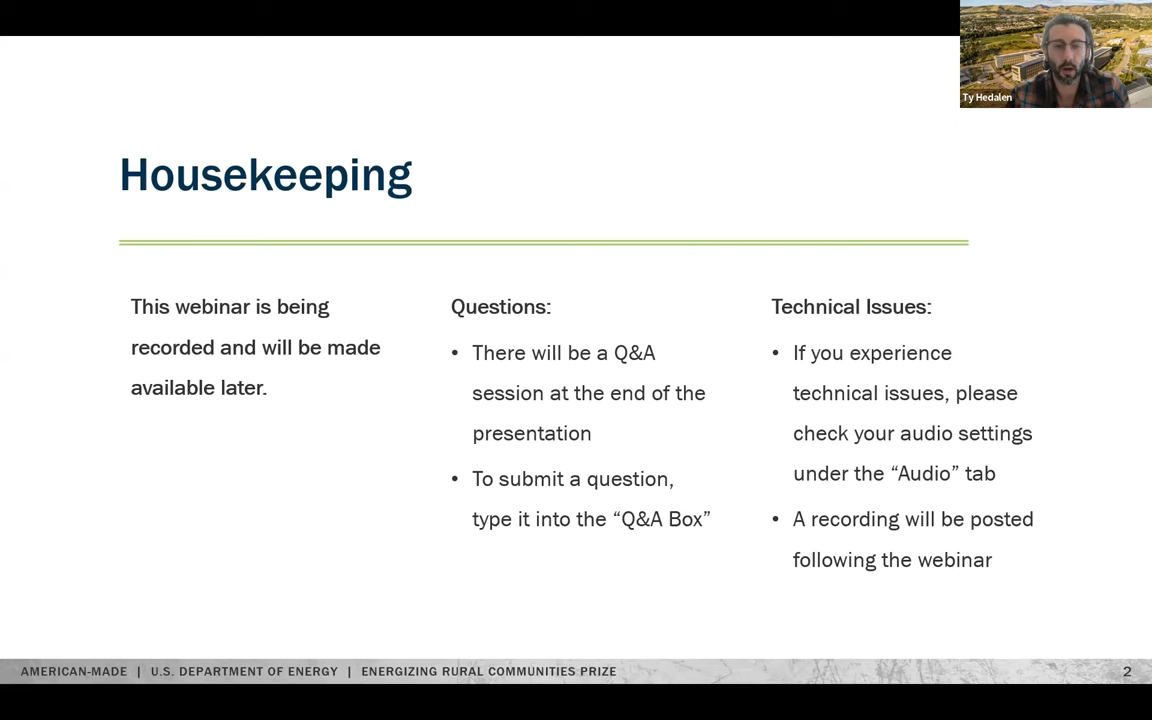 Ty Hedalen
Housekeeping
This webinar is being
recorded and will be made
available later.
Questions:
• There will be a Q&A
session at the end of the
presentation
• To submit a question,
type it into the “Q&A Box”
Technical Issues:
• If you experience
technical issues, please
check your audio settings
under the “Audio” tab
• A recording will be posted
following the webinar
AMERICAN-MADE | U.S. DEPARTMENT OF ENERGY | ENERGIZING RURAL COMMUNITIES PRIZE
2